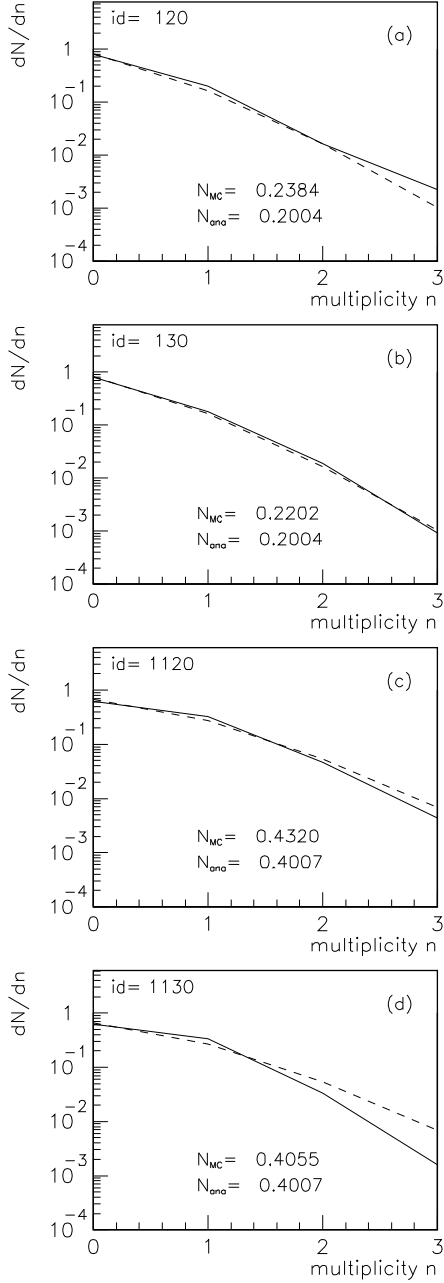 dN/dn
id= 120
(a)
1
10^-1
10^-2
10^-3
10^-4
N_MC= 0.2384
N_ana= 0.2004
0 1 2 3
multiplicity n
dN/dn
id= 130
(b)
1
10^-1
10^-2
10^-3
10^-4
N_MC= 0.2202
N_ana= 0.2004
0 1 2 3
multiplicity n
dN/dn
id= 1120
(c)
1
10^-1
10^-2
10^-3
10^-4
N_MC= 0.4320
N_ana= 0.4007
0 1 2 3
multiplicity n
dN/dn
id= 1130
(d)
1
10^-1
10^-2
10^-3
10^-4
N_MC= 0.4055
N_ana= 0.4007
0 1 2 3
multiplicity n